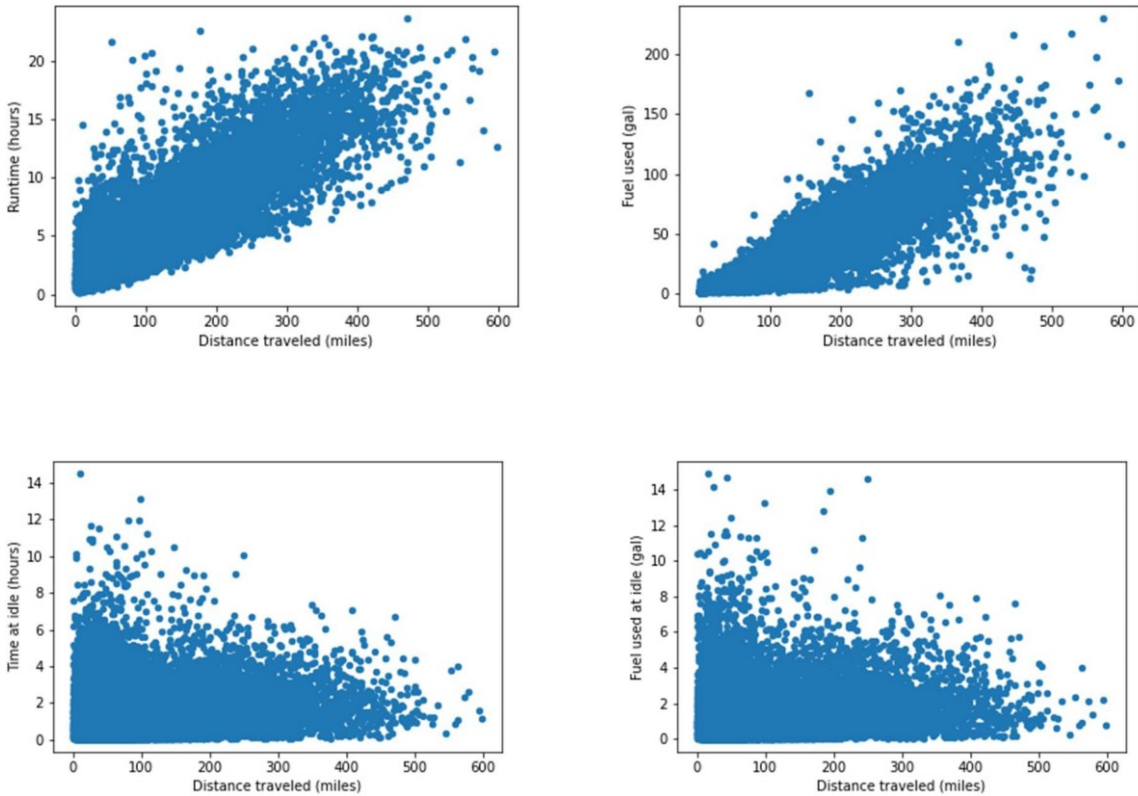 20
15
10
5
0
Runtime (hours)
0 100 200 300 400 500 600
Distance traveled (miles)
200
150
100
50
0
Fuel used (gal)
0 100 200 300 400 500 600
Distance traveled (miles)
14
12
10
8
6
4
2
0
Time at idle (hours)
0 100 200 300 400 500 600
Distance traveled (miles)
14
12
10
8
6
4
2
0
Fuel used at idle (gal)
0 100 200 300 400 500 600
Distance traveled (miles)